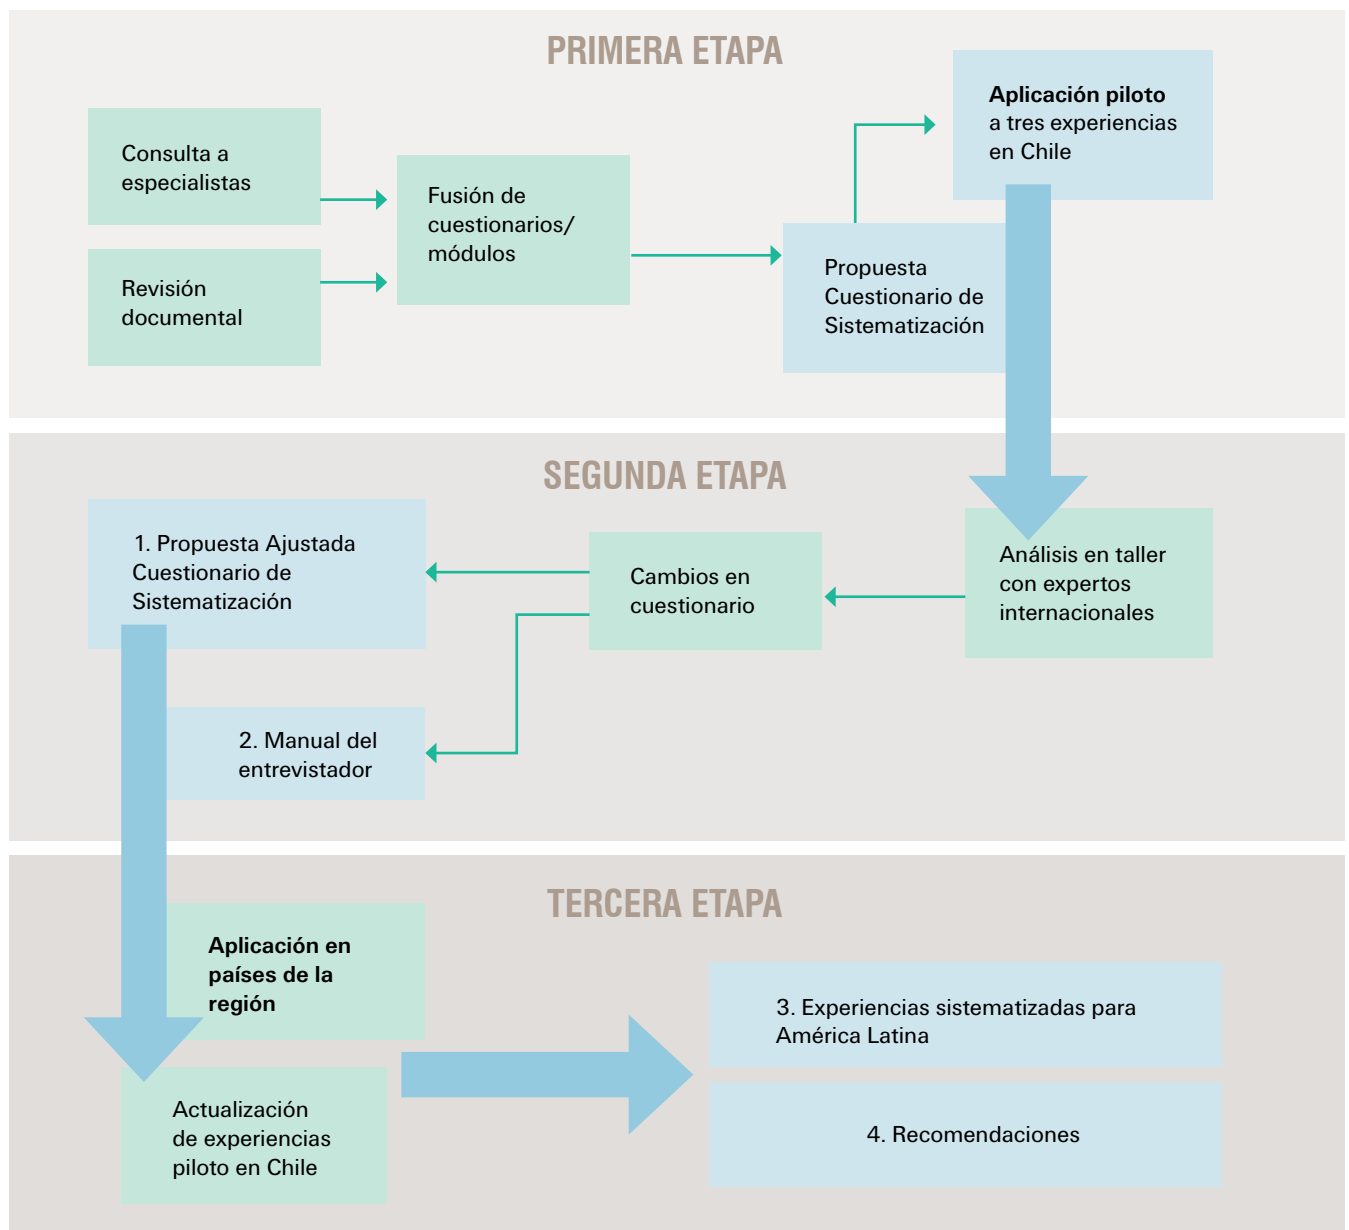 PRIMERA ETAPA
Consulta a
especialistas
Revisión
documental
Fusión de
cuestionarios/
módulos
Propuesta
Cuestionario de
Sistematización
Aplicación piloto
a tres experiencias
en Chile
SEGUNDA ETAPA
Análisis en taller
con expertos
internacionales
Cambios en
cuestionario
1. Propuesta Ajustada
Cuestionario de
Sistematización
2. Manual del
entrevistador
TERCERA ETAPA
Aplicación en
países de la
región
Actualización
de experiencias
piloto en Chile
3. Experiencias sistematizadas para
América Latina
4. Recomendaciones